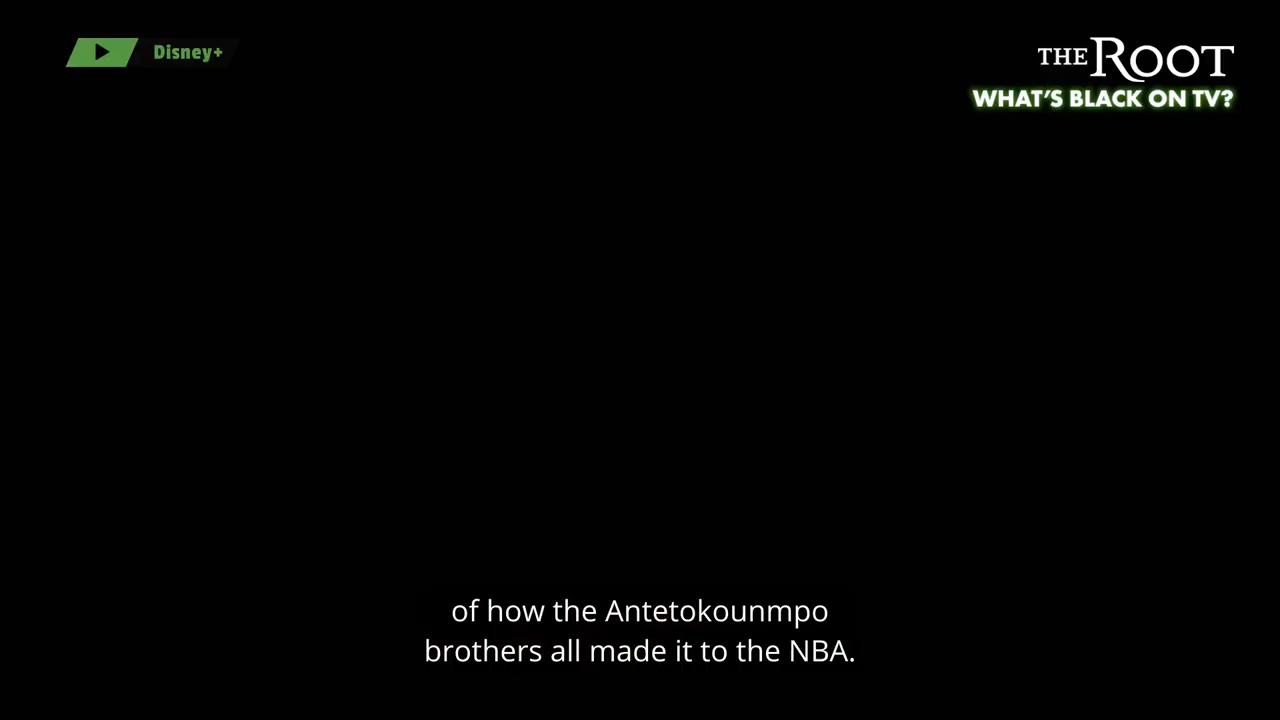 Disney+
THE ROOT
WHAT'S BLACK ON TV?
of how the Antetokounmpo
brothers all made it to the NBA.